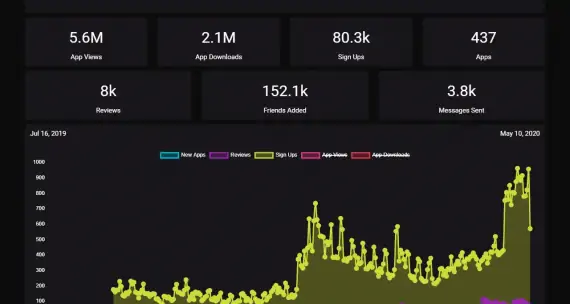 5.6M 2.1M 80.3k 437
App Views App Downloads Sign Ups Apps
8k 152.1k 3.8k
Reviews Friends Added Messages Sent
Jul 16, 2019 May 10, 2020
New Apps Reviews Sign Ups App Views App Downloads
1000
900
800
700
600
500
400
300
200
100